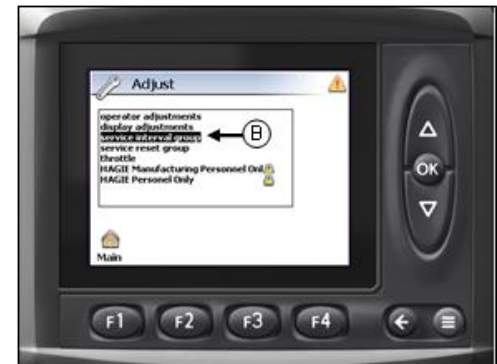 Adjust
operator adjustments
display adjustments
service interval group
B
service reset group
throttle
HAGIE Manufacturing Personnel Onl
HAGIE Personel Only
Main
OK
F1 F2 F3 F4